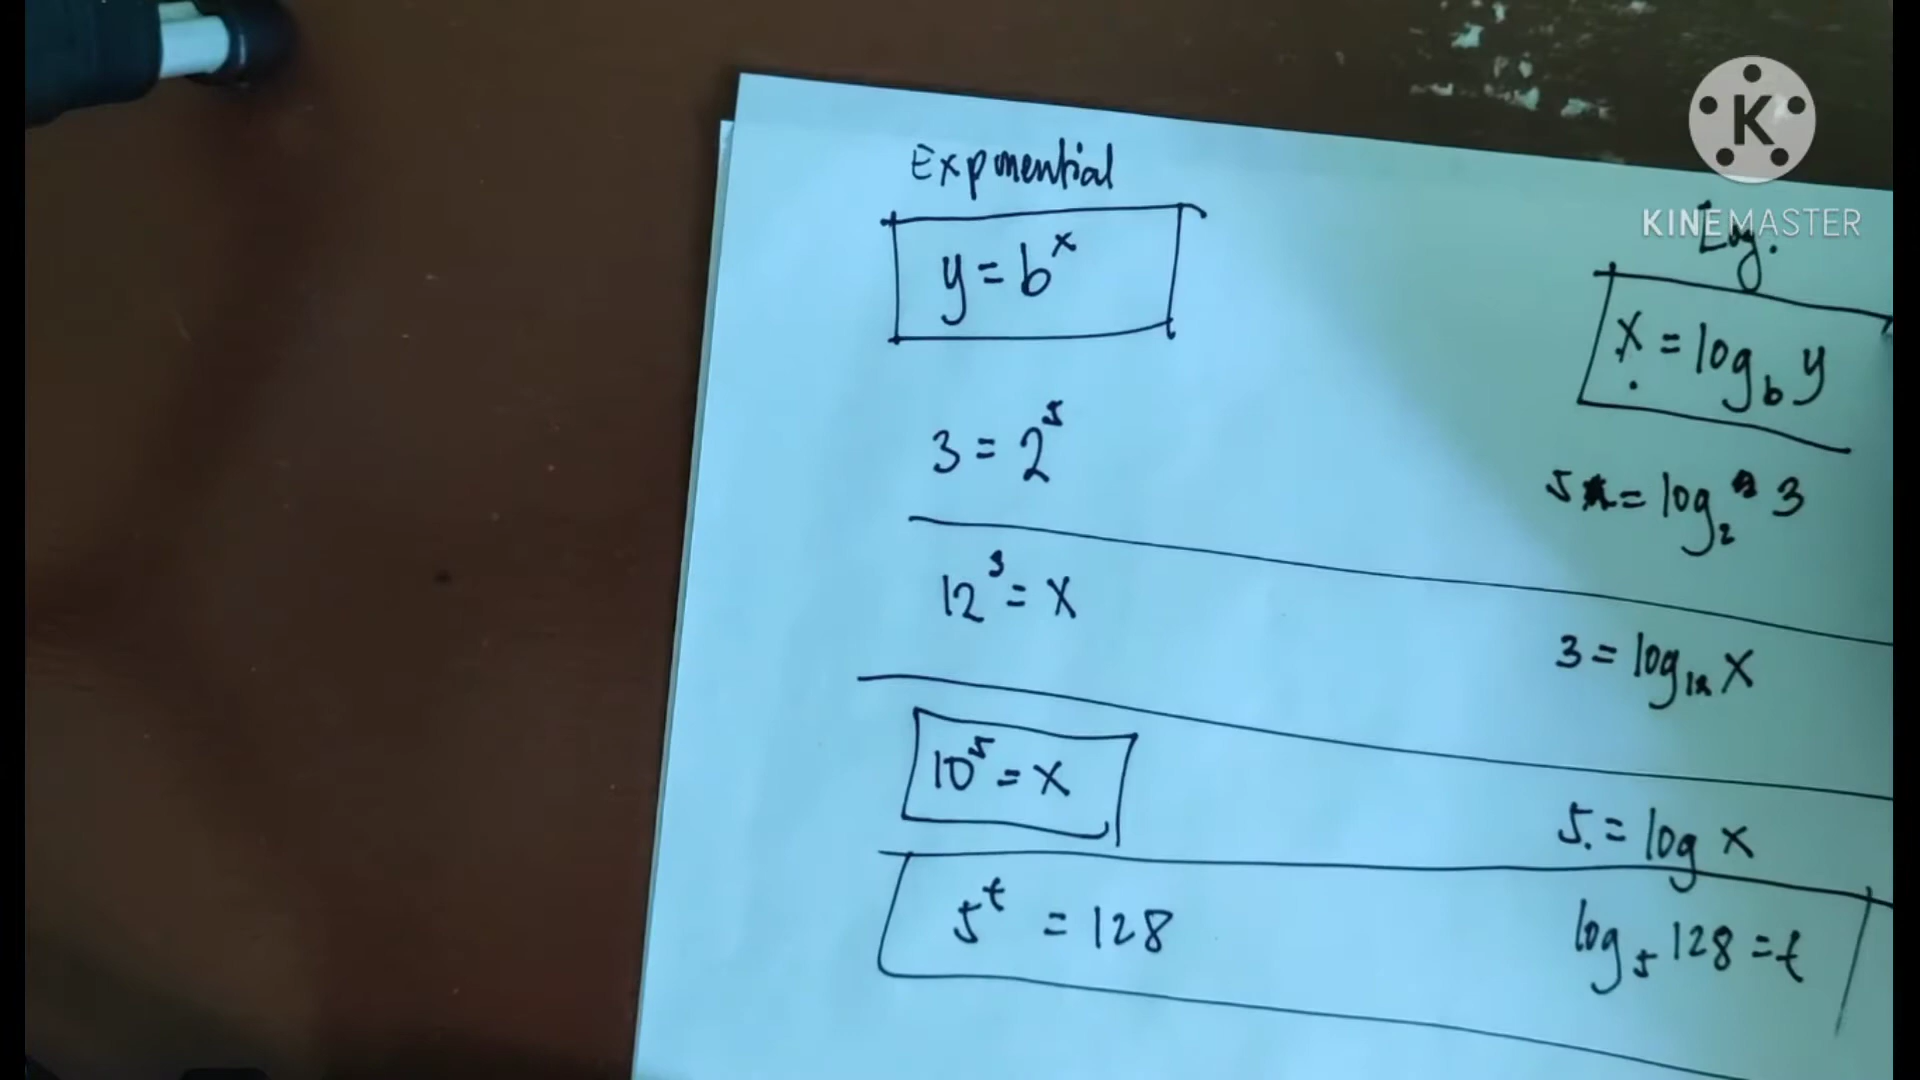 K
KINEMASTER
Exponential
y = b^x
3 = 2^5
12^3 = x
10^5 = x
5^t = 128
Log.
x = log_b y
5 = log_2 3
3 = log_12 x
5. = log x
log_5 128 = t